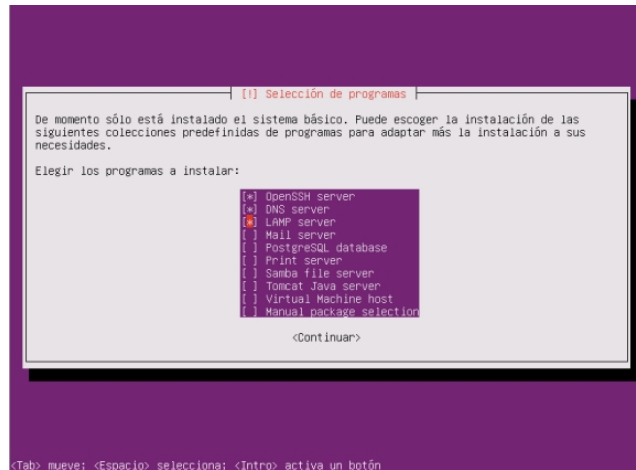 [!] Selección de programas
De momento sólo está instalado el sistema básico. Puede escoger la instalación de las
siguientes colecciones predefinidas de programas para adaptar más la instalación a sus
necesidades.
Elegir los programas a instalar:
[*] OpenSSH server
[*] DNS server
[*] LAMP server
[ ] Mail server
[ ] PostgreSQL database
[ ] Print server
[ ] Samba file server
[ ] Tomcat Java server
[ ] Virtual Machine host
[ ] Manual package selection
<Continuar>
<Tab> mueve; <Espacio> selecciona; <Intro> activa un botón